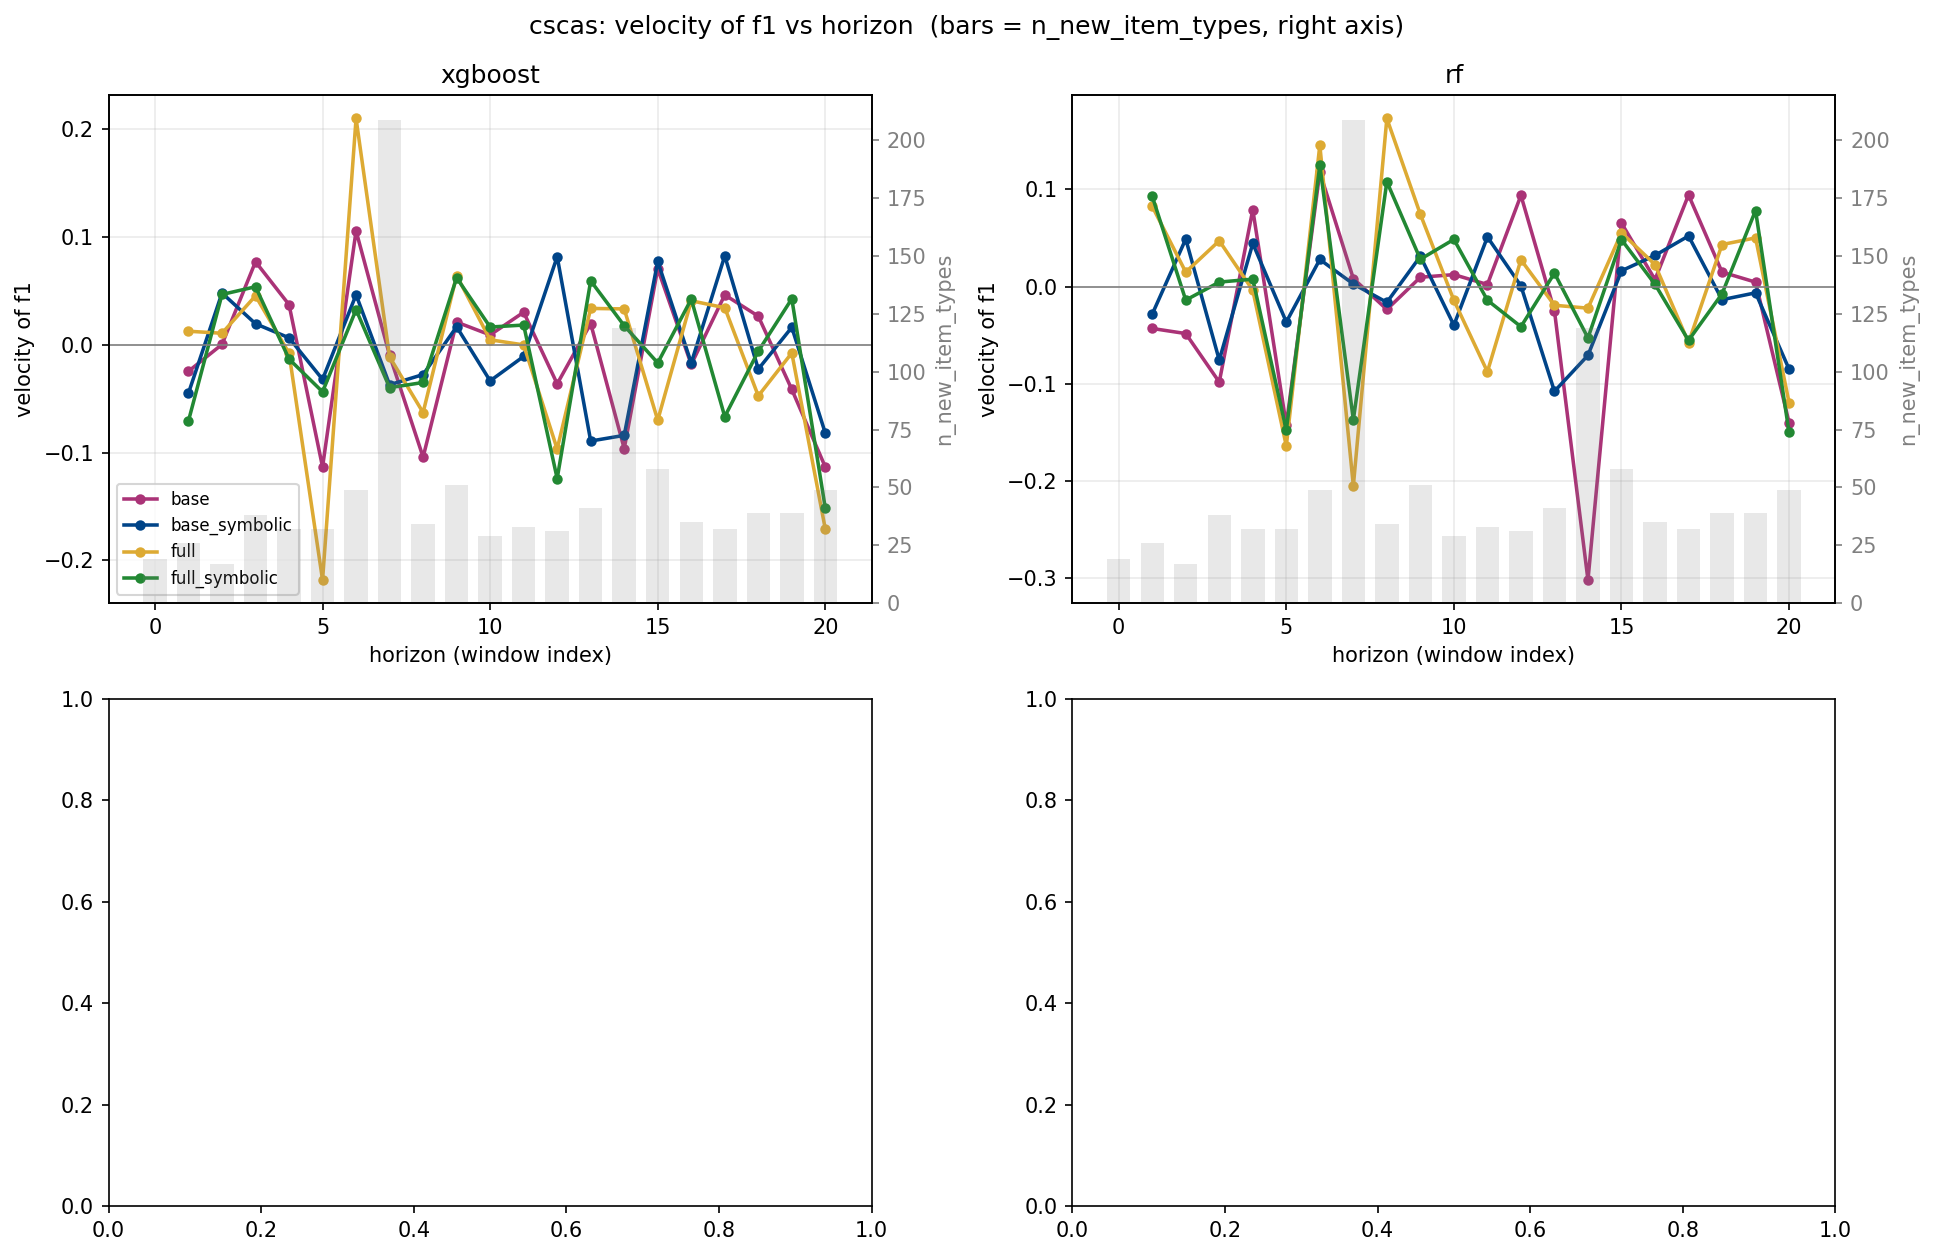 cscas: velocity of f1 vs horizon  (bars = n_new_item_types, right axis)
xgboost
velocity of f1
0.2
0.1
0.0
−0.1
−0.2
200
175
150
125
100
75
50
25
0
n_new_item_types
base
base_symbolic
full
full_symbolic
0 5 10 15 20
horizon (window index)
rf
velocity of f1
0.1
0.0
−0.1
−0.2
−0.3
200
175
150
125
100
75
50
25
0
n_new_item_types
0 5 10 15 20
horizon (window index)
1.0
0.8
0.6
0.4
0.2
0.0
0.0 0.2 0.4 0.6 0.8 1.0
1.0
0.8
0.6
0.4
0.2
0.0
0.0 0.2 0.4 0.6 0.8 1.0